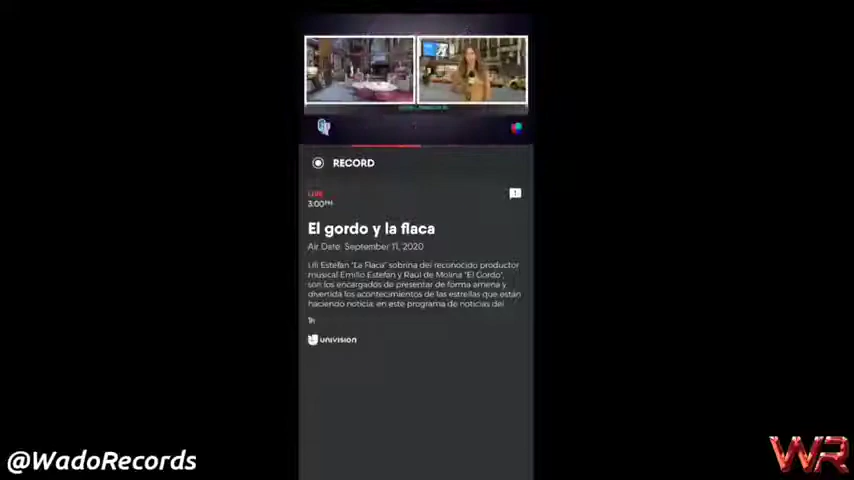 RECORD
LIVE
3:00PM
El gordo y la flaca
Air Date: September 11, 2020
Lili Estefan "La Flaca" sobrina del reconocido productor
musical Emilio Estefan y Raúl de Molina "El Gordo",
son los encargados de presentar de forma amena y
divertida los acontecimientos de las estrellas que están
haciendo noticia; en este programa de noticias del
1h
UNIVISION
@WadoRecords
WR